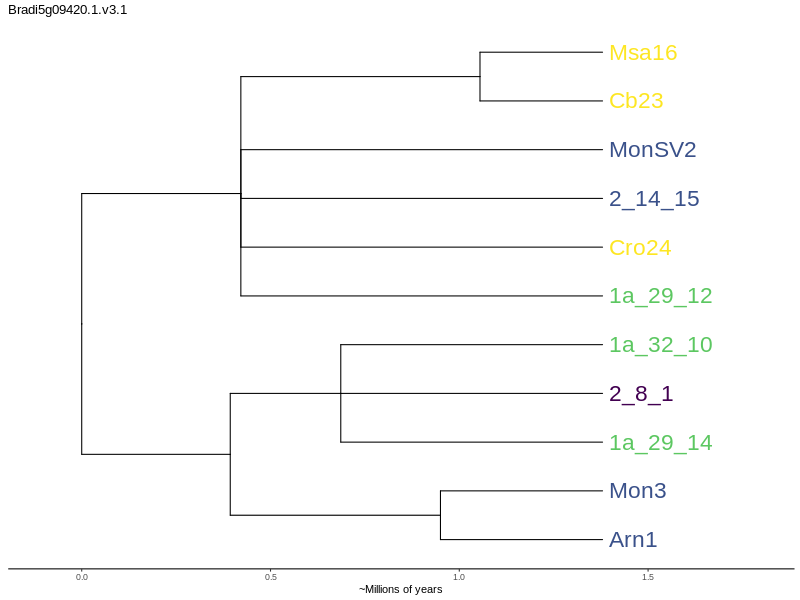 Bradi5g09420.1.v3.1
Msa16
Cb23
MonSV2
2_14_15
Cro24
1a_29_12
1a_32_10
2_8_1
1a_29_14
Mon3
Arn1
0.0 0.5 1.0 1.5
~Millions of years